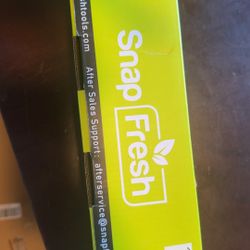 Snap Fresh
htools.com
After Sales Support: afterservice@snap